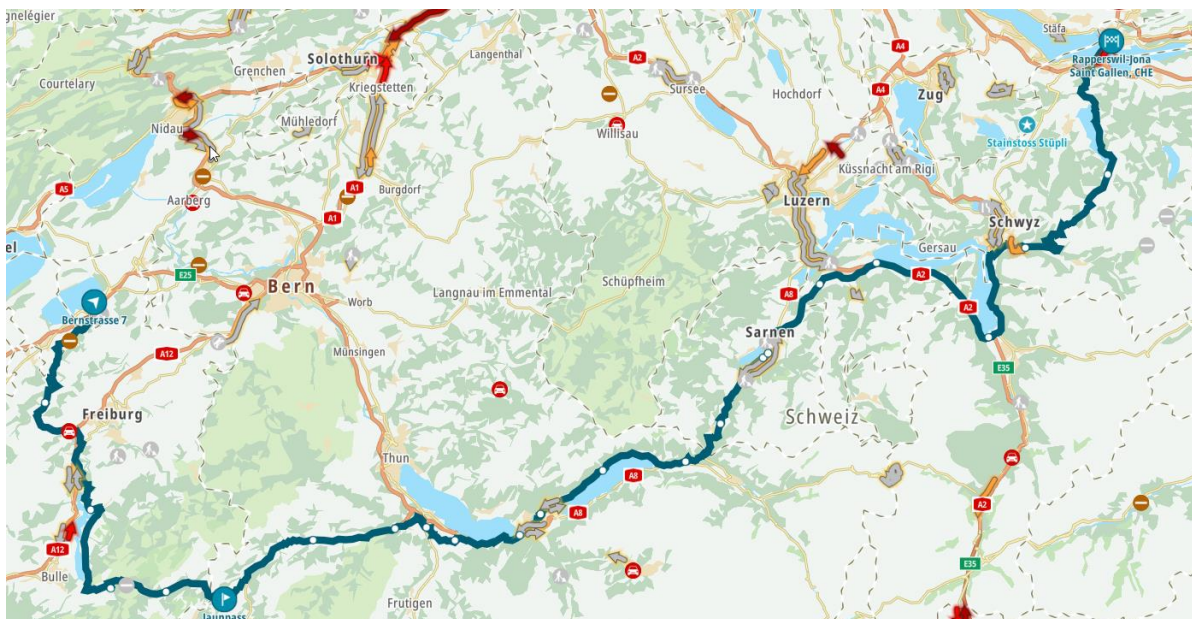 gnelégier
Stäfa
A4
Rapperswil-Jona
Saint Gallen, CHE
Solothurn
Langenthal
A2
Grenchen
Courtelary
Kriegstetten
Sursee
Hochdorf
A4
Zug
Nidau
Mühledorf
Willisau
Stainstoss Stüpli
Küssnacht am Rigi
A5
Aarberg
A1
Burgdorf
A1
Luzern
Schwyz
el
Gersau
E25
Bern
A2
Schüpfheim
Langnau im Emmental
Worb
A8
A2
Bernstrasse 7
Sarnen
Münsingen
A12
E35
Freiburg
Schweiz
Thun
A8
A2
A8
A12
Bulle
E35
Frutigen
Jaunpass